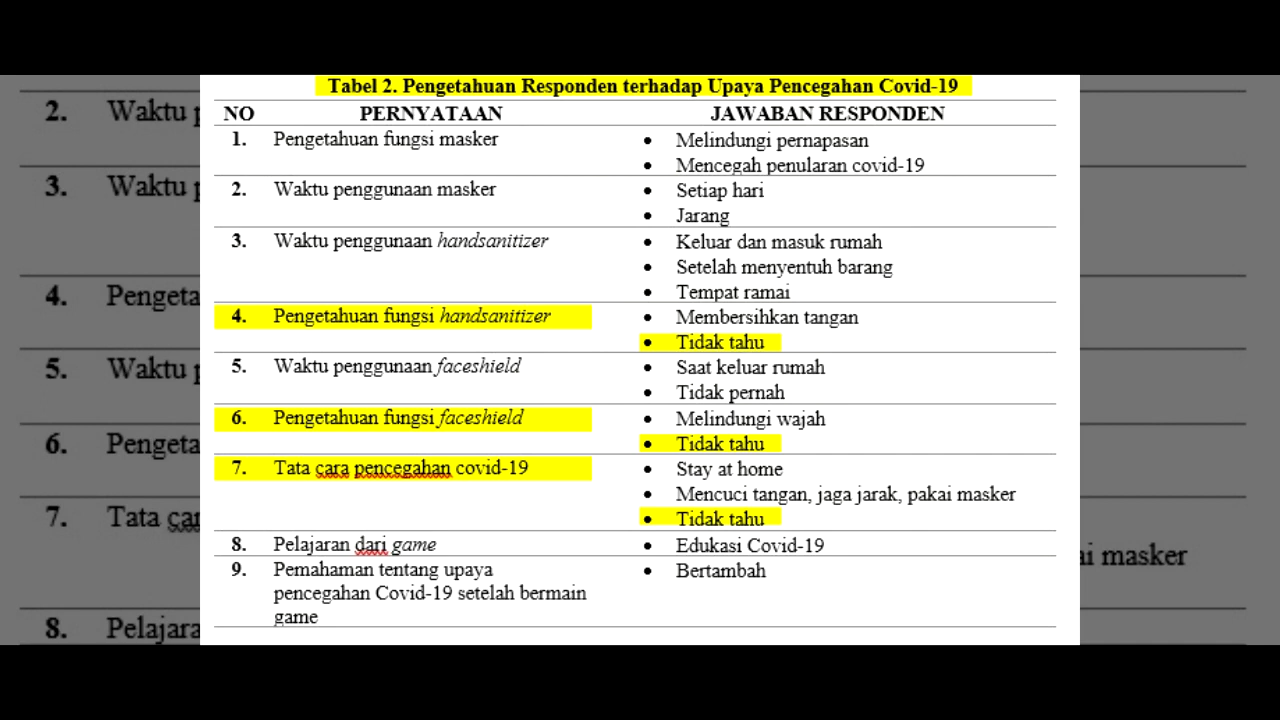 Tabel 2. Pengetahuan Responden terhadap Upaya Pencegahan Covid-19
NO PERNYATAAN JAWABAN RESPONDEN
1. Pengetahuan fungsi masker • Melindungi pernapasan
• Mencegah penularan covid-19
2. Waktu penggunaan masker • Setiap hari
• Jarang
3. Waktu penggunaan handsanitizer • Keluar dan masuk rumah
• Setelah menyentuh barang
• Tempat ramai
4. Pengetahuan fungsi handsanitizer • Membersihkan tangan
• Tidak tahu
5. Waktu penggunaan faceshield • Saat keluar rumah
• Tidak pernah
6. Pengetahuan fungsi faceshield • Melindungi wajah
• Tidak tahu
7. Tata cara pencegahan covid-19 • Stay at home
• Mencuci tangan, jaga jarak, pakai masker
• Tidak tahu
8. Pelajaran dari game • Edukasi Covid-19
9. Pemahaman tentang upaya • Bertambah
pencegahan Covid-19 setelah bermain
game
2. Waktu
3. Waktu
4.
5. Waktu
6.
7. Tata
masker
8.